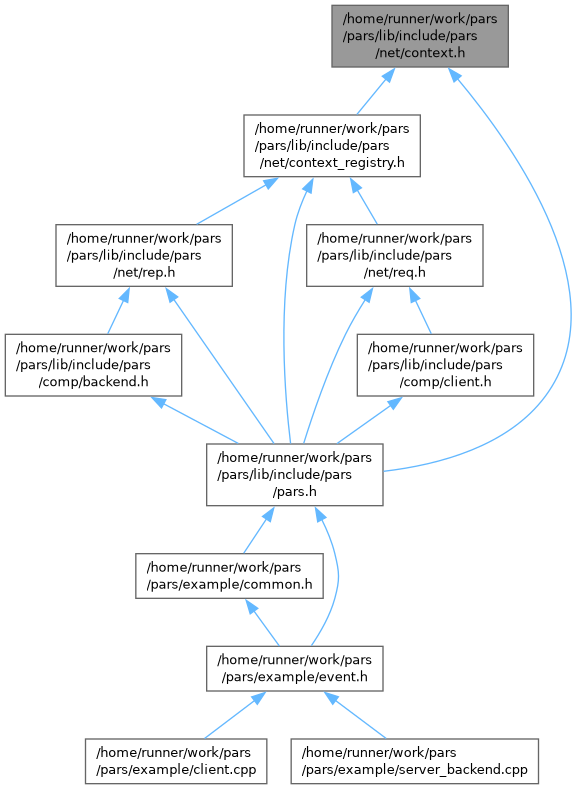 /home/runner/work/pars
/pars/lib/include/pars
/net/context.h
/home/runner/work/pars
/pars/lib/include/pars
/net/context_registry.h
/home/runner/work/pars
/pars/lib/include/pars
/net/rep.h
/home/runner/work/pars
/pars/lib/include/pars
/net/req.h
/home/runner/work/pars
/pars/lib/include/pars
/comp/backend.h
/home/runner/work/pars
/pars/lib/include/pars
/comp/client.h
/home/runner/work/pars
/pars/lib/include/pars
/pars.h
/home/runner/work/pars
/pars/example/common.h
/home/runner/work/pars
/pars/example/event.h
/home/runner/work/pars
/pars/example/client.cpp
/home/runner/work/pars
/pars/example/server_backend.cpp